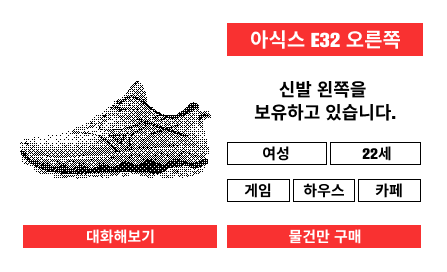 아식스 E32 오른쪽
신발 왼쪽을
보유하고 있습니다.
여성
22세
게임
하우스
카페
대화해보기
물건만 구매